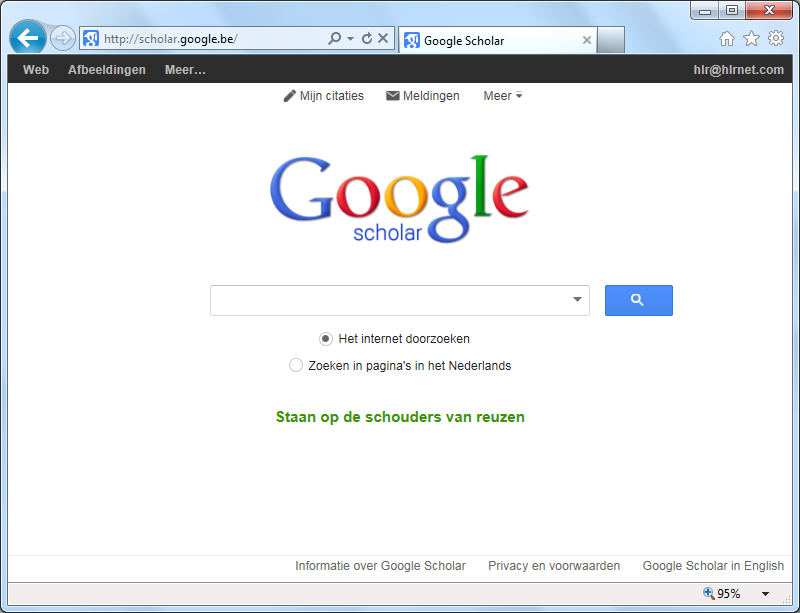 http://scholar.google.be/
Google Scholar
Web Afbeeldingen Meer... hlr@hlrnet.com
Mijn citaties Meldingen Meer
Google
scholar
Het internet doorzoeken
Zoeken in pagina's in het Nederlands
Staan op de schouders van reuzen
Informatie over Google Scholar Privacy en voorwaarden Google Scholar in English
95%